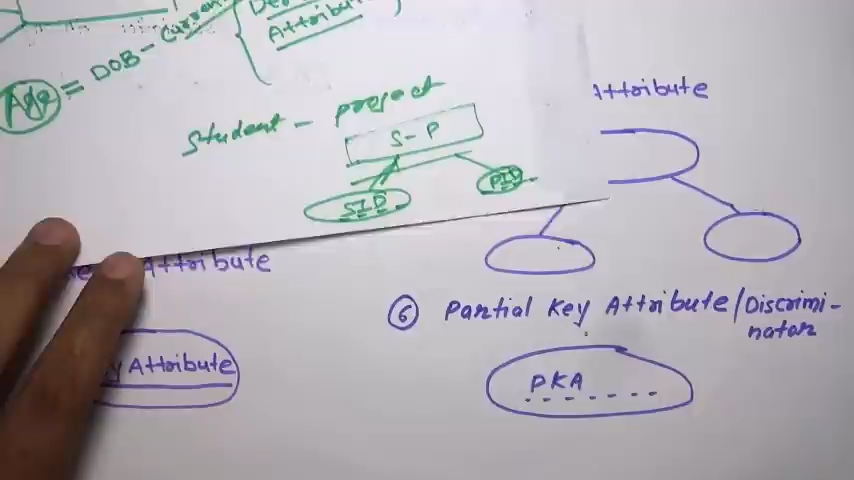 Attribute
Age = DOB - Current
Student - project
S-P
SID
PID
Attribute
Attribute
y Attribute
6 Partial Key Attribute/Discrimi-
nator
PKA